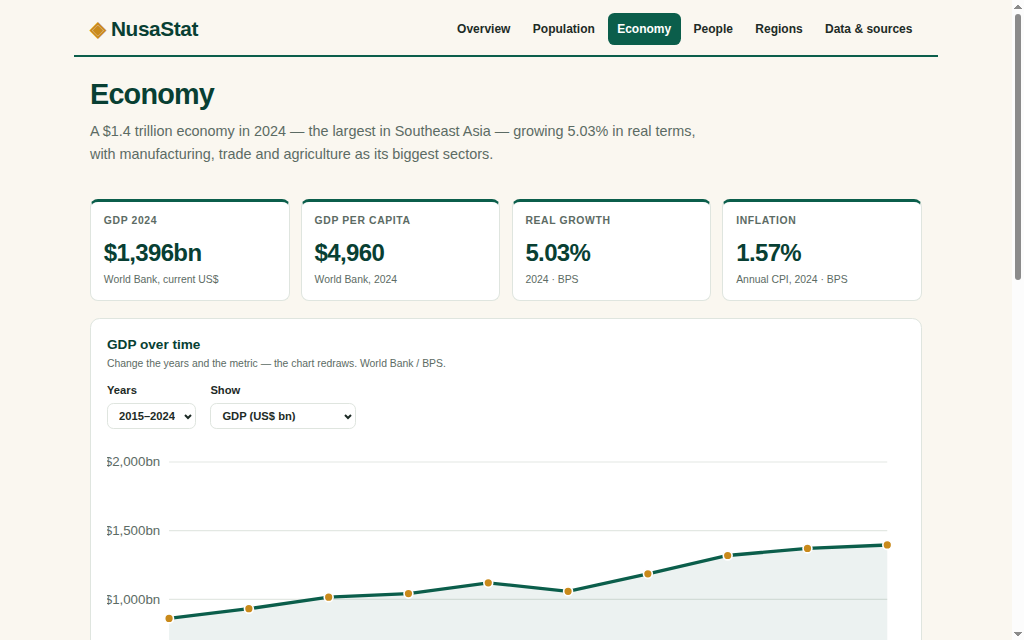 NusaStat
Overview Population Economy People Regions Data & sources
Economy
A $1.4 trillion economy in 2024 — the largest in Southeast Asia — growing 5.03% in real terms,
with manufacturing, trade and agriculture as its biggest sectors.
GDP 2024
$1,396bn
World Bank, current US$
GDP PER CAPITA
$4,960
World Bank, 2024
REAL GROWTH
5.03%
2024 · BPS
INFLATION
1.57%
Annual CPI, 2024 · BPS
GDP over time
Change the years and the metric — the chart redraws. World Bank / BPS.
Years Show
2015–2024 GDP (US$ bn)
$2,000bn
$1,500bn
$1,000bn